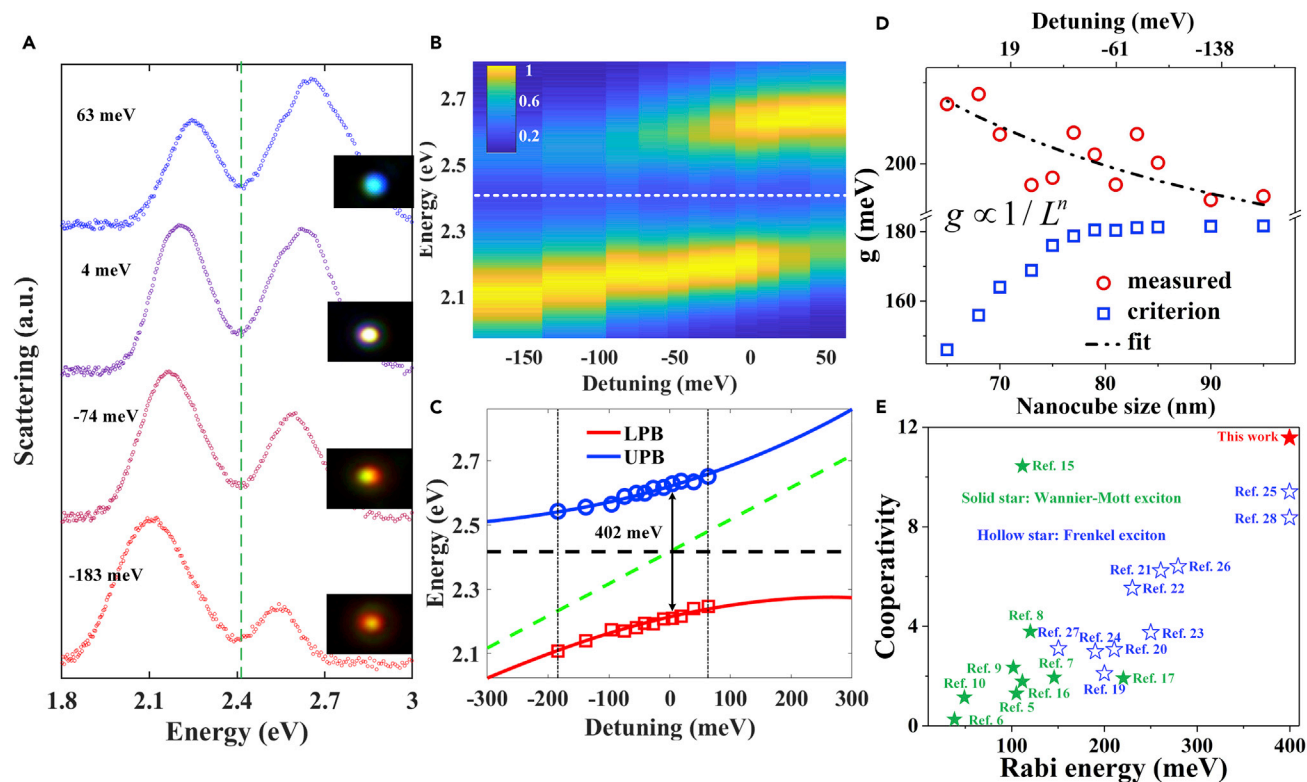 A
63 meV
4 meV
-74 meV
-183 meV
Scattering (a.u.)
1.8 2.1 2.4 2.7 3
Energy (eV)
B
1
0.6
0.2
2.7
2.5
2.3
2.1
Energy (eV)
-150 -100 -50 0 50
Detuning (meV)
C
LPB
UPB
402 meV
2.7
2.5
2.3
2.1
Energy (eV)
-300 -200 -100 0 100 200 300
Detuning (meV)
D
Detuning (meV)
19 -61 -138
200
180
160
g (meV)
g ∝ 1/Lⁿ
measured
criterion
fit
70 80 90
Nanocube size (nm)
E
12
8
4
0
Cooperativity
This work
Ref. 15
Solid star: Wannier-Mott exciton
Ref. 25
Ref. 28
Hollow star: Frenkel exciton
Ref. 21
Ref. 26
Ref. 22
Ref. 8
Ref. 27
Ref. 24
Ref. 23
Ref. 20
Ref. 9
Ref. 7
Ref. 17
Ref. 10
Ref. 16
Ref. 19
Ref. 5
Ref. 6
100 200 300 400
Rabi energy (meV)